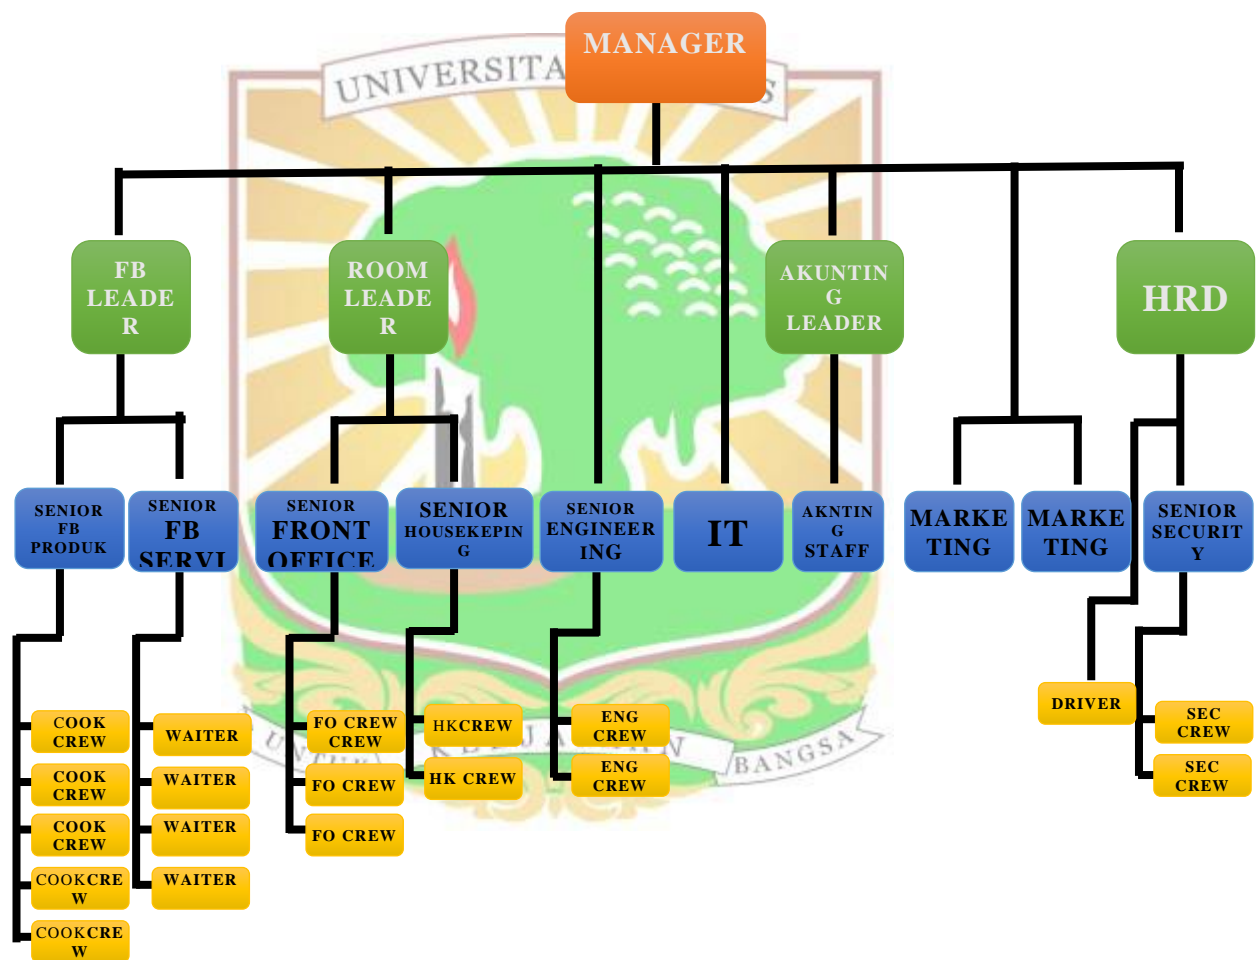 MANAGER
UNIVERSITA
S
FB
LEADE
R
ROOM
LEADE
R
AKUNTIN
G
LEADER
HRD
SENIOR
FB
PRODUK
SENIOR
FB
SERVI
SENIOR
FRONT
OFFICE
SENIOR
HOUSEKEPIN
G
SENIOR
ENGINEER
ING
IT
AKNTIN
G
STAFF
MARKE
TING
MARKE
TING
SENIOR
SECURIT
Y
COOK
CREW
COOK
CREW
COOK
CREW
COOKCRE
W
COOKCRE
W
WAITER
WAITER
WAITER
WAITER
FO CREW
CREW
FO CREW
FO CREW
HKCREW
HK CREW
ENG
CREW
ENG
CREW
DRIVER
SEC
CREW
SEC
CREW
UNTUK
BANGSA